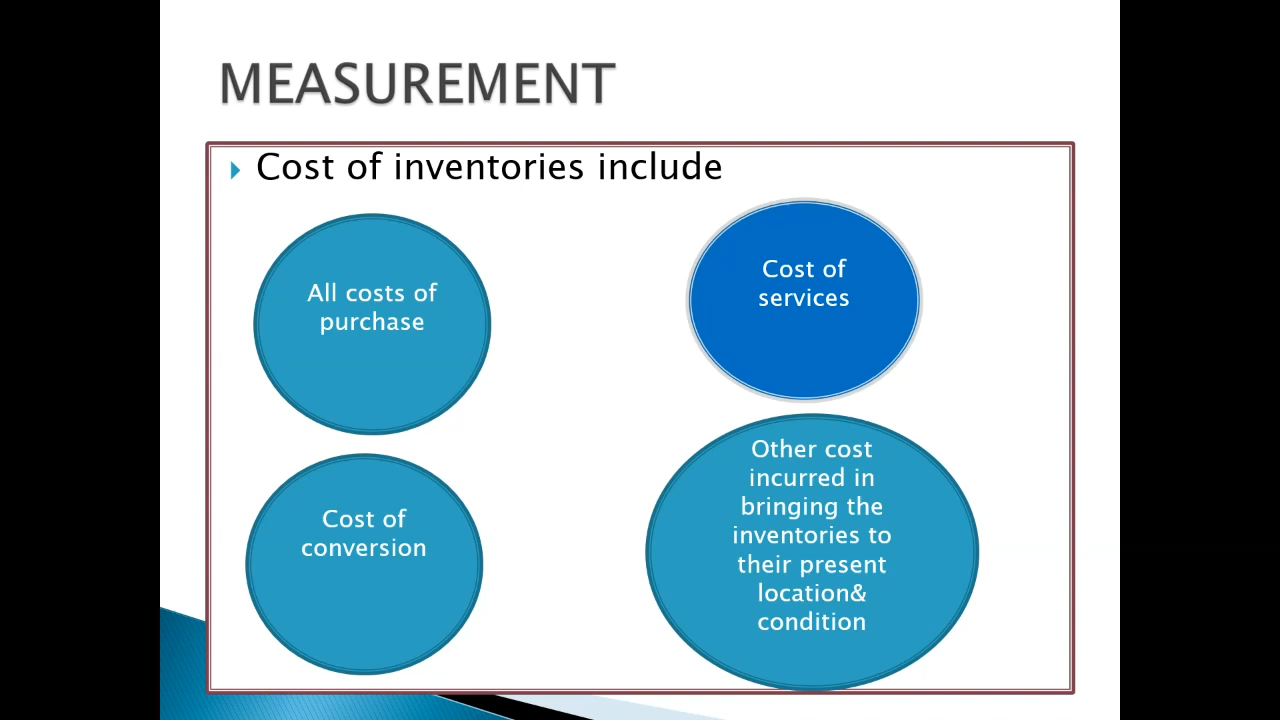 MEASUREMENT
Cost of inventories include
All costs of
purchase
Cost of
services
Cost of
conversion
Other cost
incurred in
bringing the
inventories to
their present
location&
condition